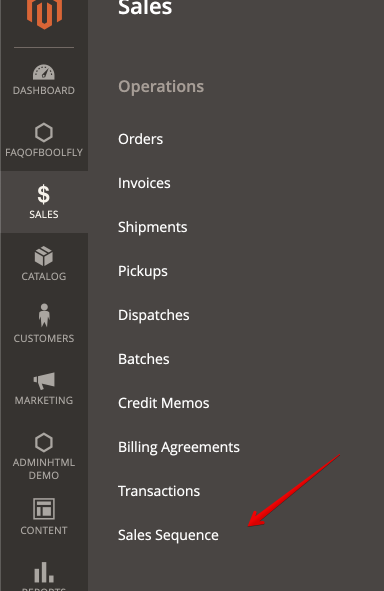 Sales
DASHBOARD
FAQOFBOOLFLY
SALES
CATALOG
CUSTOMERS
MARKETING
ADMINHTML
DEMO
CONTENT
REPORTS
Operations
Orders
Invoices
Shipments
Pickups
Dispatches
Batches
Credit Memos
Billing Agreements
Transactions
Sales Sequence